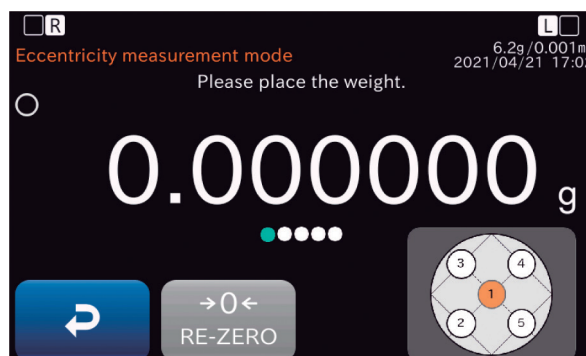 R L
Eccentricity measurement mode
6.2g/0.001m
2021/04/21 17:02
Please place the weight.
0.000000 g
3 4
1
2 5
→0←
RE-ZERO